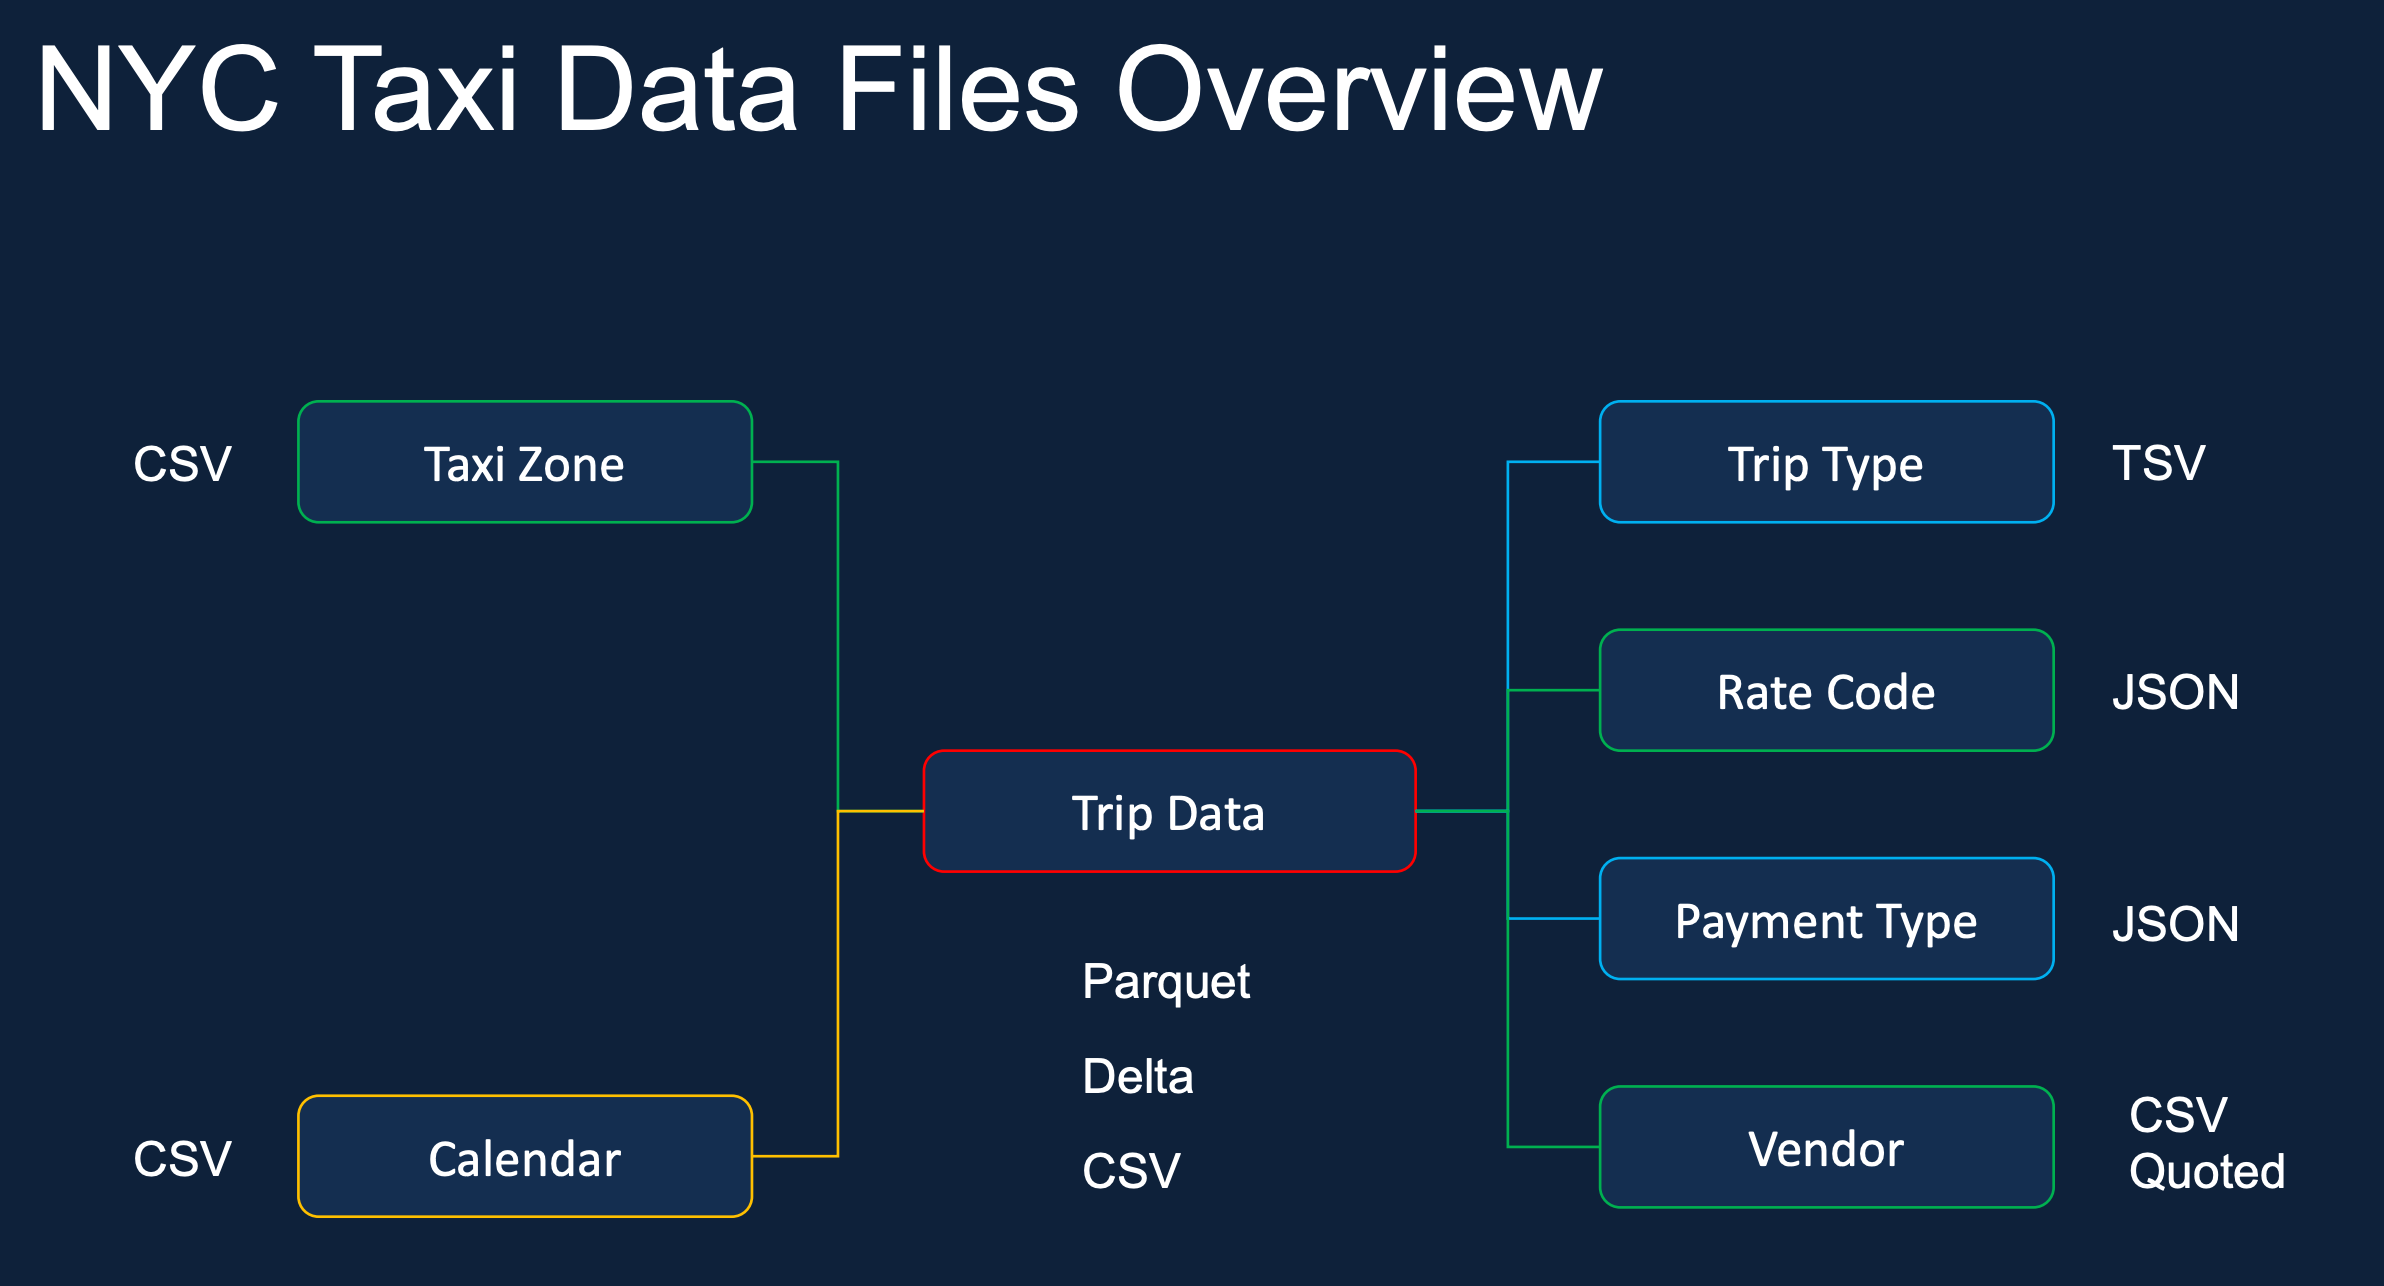 NYC Taxi Data Files Overview
CSV
Taxi Zone
Trip Type
TSV
Rate Code
JSON
Trip Data
Payment Type
JSON
Parquet
Delta
CSV
CSV
Calendar
Vendor
CSV
Quoted